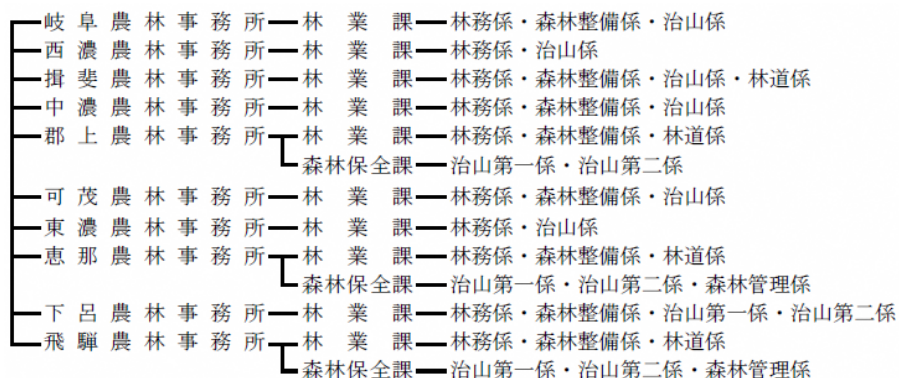 岐阜農林事務所 林業課 林務係・森林整備係・治山係
西濃農林事務所 林業課 林務係・治山係
揖斐農林事務所 林業課 林務係・森林整備係・治山係・林道係
中濃農林事務所 林業課 林務係・森林整備係・治山係
郡上農林事務所 林業課 林務係・森林整備係・林道係
森林保全課 治山第一係・治山第二係
可茂農林事務所 林業課 林務係・森林整備係・治山係
東濃農林事務所 林業課 林務係・治山係
恵那農林事務所 林業課 林務係・森林整備係・林道係
森林保全課 治山第一係・治山第二係・森林管理係
下呂農林事務所 林業課 林務係・森林整備係・治山第一係・治山第二係
飛騨農林事務所 林業課 林務係・森林整備係・林道係
森林保全課 治山第一係・治山第二係・森林管理係